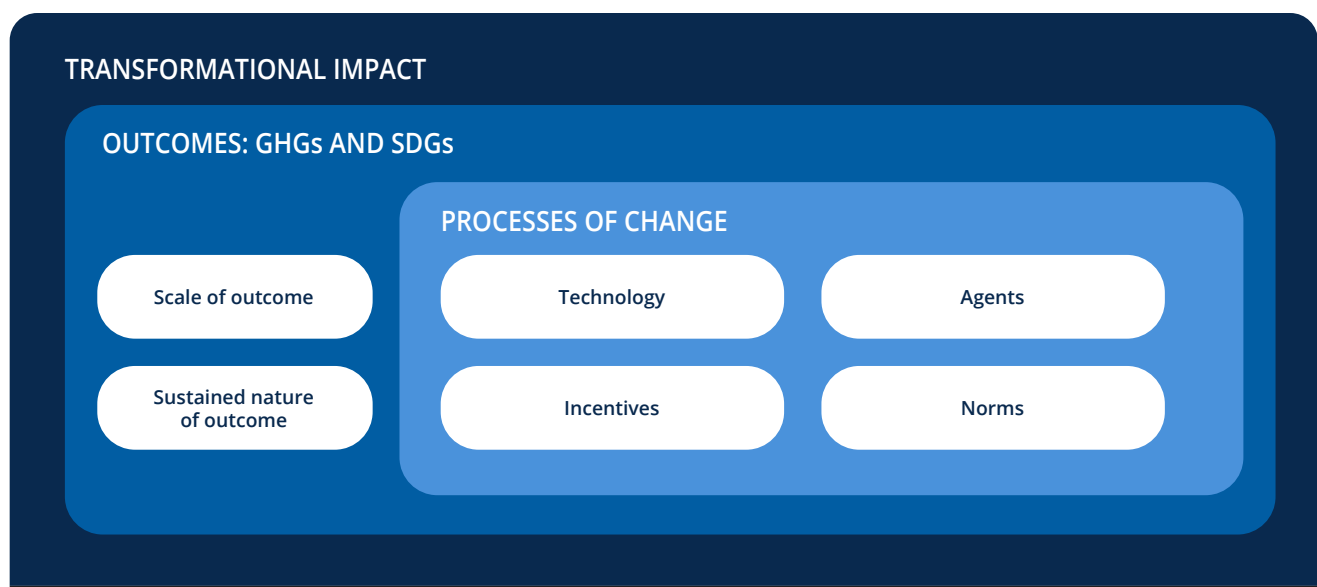 TRANSFORMATIONAL IMPACT
OUTCOMES: GHGs AND SDGs
PROCESSES OF CHANGE
Scale of outcome
Technology
Agents
Sustained nature
of outcome
Incentives
Norms